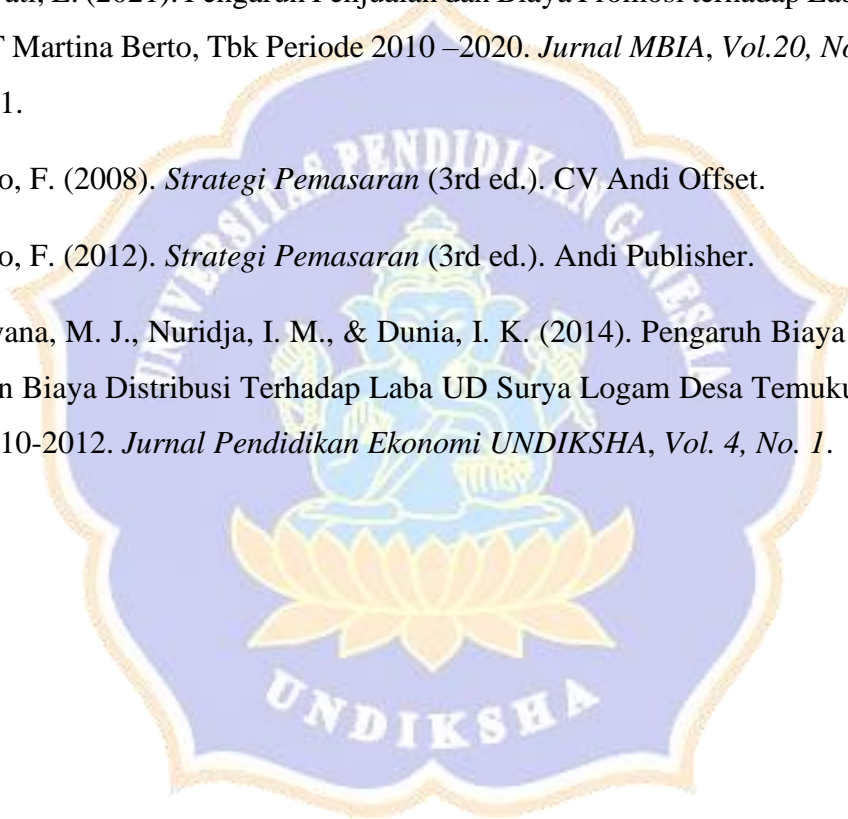 ati, E. (2021). Pengaruh Penjualan dan Biaya Promosi terhadap Lab
T Martina Berto, Tbk Periode 2010 –2020. Jurnal MBIA, Vol.20, No
1.
o, F. (2008). Strategi Pemasaran (3rd ed.). CV Andi Offset.
o, F. (2012). Strategi Pemasaran (3rd ed.). Andi Publisher.
yana, M. J., Nuridja, I. M., & Dunia, I. K. (2014). Pengaruh Biaya
n Biaya Distribusi Terhadap Laba UD Surya Logam Desa Temuku
10-2012. Jurnal Pendidikan Ekonomi UNDIKSHA, Vol. 4, No. 1.
UNIVERSITAS PENDIDIKAN GANESHA
UNDIKSHA